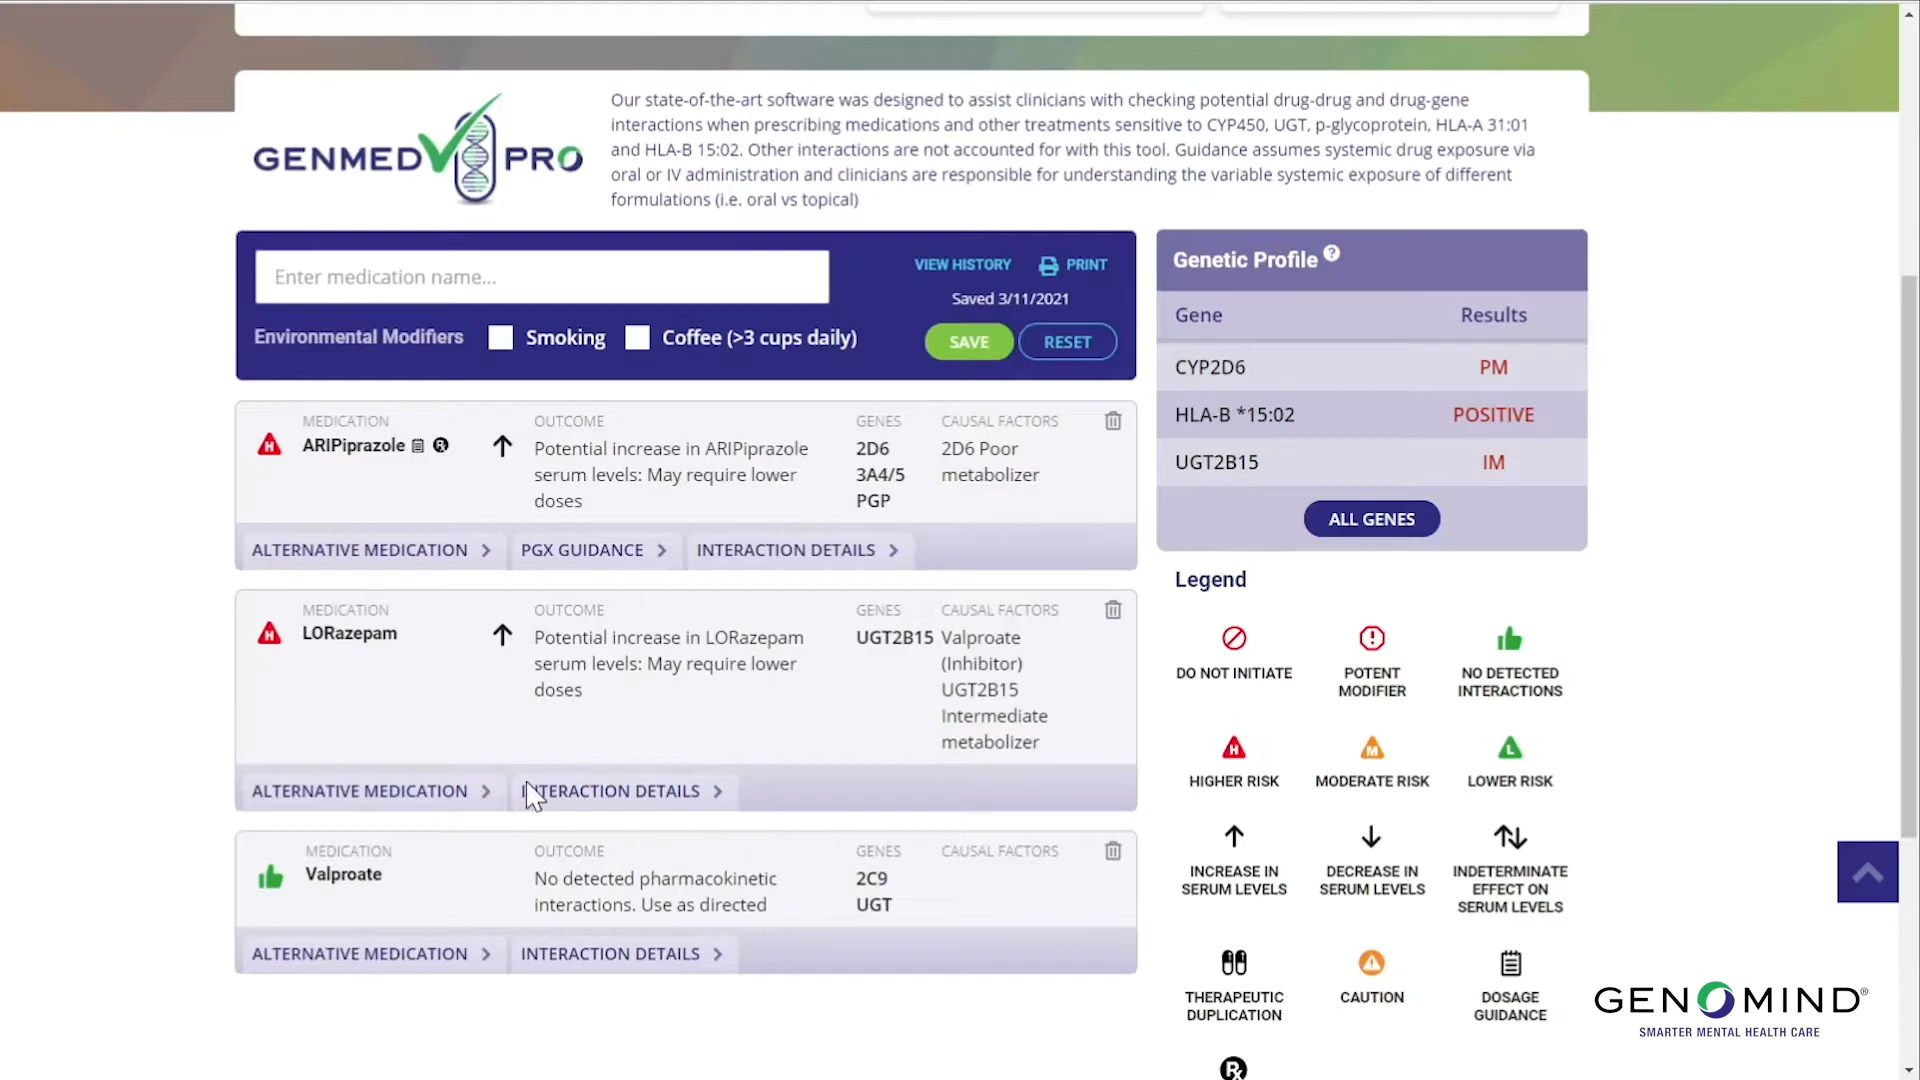 GENMED PRO
Our state-of-the-art software was designed to assist clinicians with checking potential drug-drug and drug-gene
interactions when prescribing medications and other treatments sensitive to CYP450, UGT, p-glycoprotein, HLA-A 31:01
and HLA-B 15:02. Other interactions are not accounted for with this tool. Guidance assumes systemic drug exposure via
oral or IV administration and clinicians are responsible for understanding the variable systemic exposure of different
formulations (i.e. oral vs topical)
Enter medication name...
VIEW HISTORY PRINT
Saved 3/11/2021
Environmental Modifiers Smoking Coffee (>3 cups daily)
SAVE RESET
MEDICATION OUTCOME GENES CAUSAL FACTORS
H ARIPiprazole Potential increase in ARIPiprazole 2D6 2D6 Poor
serum levels: May require lower 3A4/5 metabolizer
doses PGP
ALTERNATIVE MEDICATION > PGX GUIDANCE > INTERACTION DETAILS >
MEDICATION OUTCOME GENES CAUSAL FACTORS
H LORazepam Potential increase in LORazepam UGT2B15 Valproate
serum levels: May require lower (Inhibitor)
doses UGT2B15
Intermediate
metabolizer
ALTERNATIVE MEDICATION > INTERACTION DETAILS >
MEDICATION OUTCOME GENES CAUSAL FACTORS
Valproate No detected pharmacokinetic 2C9
interactions. Use as directed UGT
ALTERNATIVE MEDICATION > INTERACTION DETAILS >
Genetic Profile ?
Gene Results
CYP2D6 PM
HLA-B *15:02 POSITIVE
UGT2B15 IM
ALL GENES
Legend
DO NOT INITIATE
POTENT
MODIFIER
NO DETECTED
INTERACTIONS
H M L
HIGHER RISK MODERATE RISK LOWER RISK
INCREASE IN
SERUM LEVELS
DECREASE IN
SERUM LEVELS
INDETERMINATE
EFFECT ON
SERUM LEVELS
THERAPEUTIC
DUPLICATION
CAUTION
DOSAGE
GUIDANCE
GENOMIND®
SMARTER MENTAL HEALTH CARE